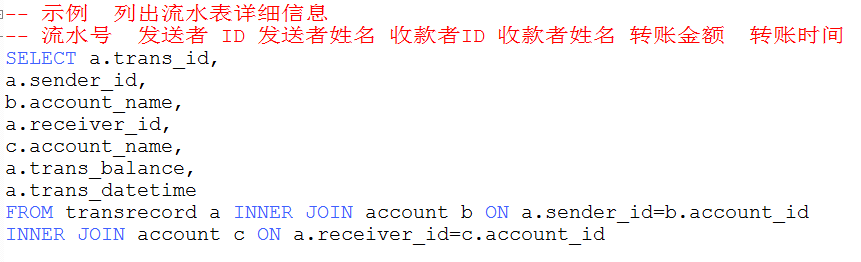 -- 示例  列出流水表详细信息
-- 流水号  发送者 ID 发送者姓名 收款者ID 收款者姓名 转账金额  转账时间
SELECT a.trans_id,
a.sender_id,
b.account_name,
a.receiver_id,
c.account_name,
a.trans_balance,
a.trans_datetime
FROM transrecord a INNER JOIN account b ON a.sender_id=b.account_id
INNER JOIN account c ON a.receiver_id=c.account_id